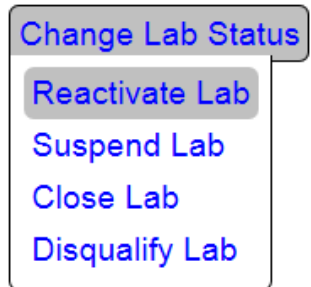 Change Lab Status
Reactivate Lab
Suspend Lab
Close Lab
Disqualify Lab